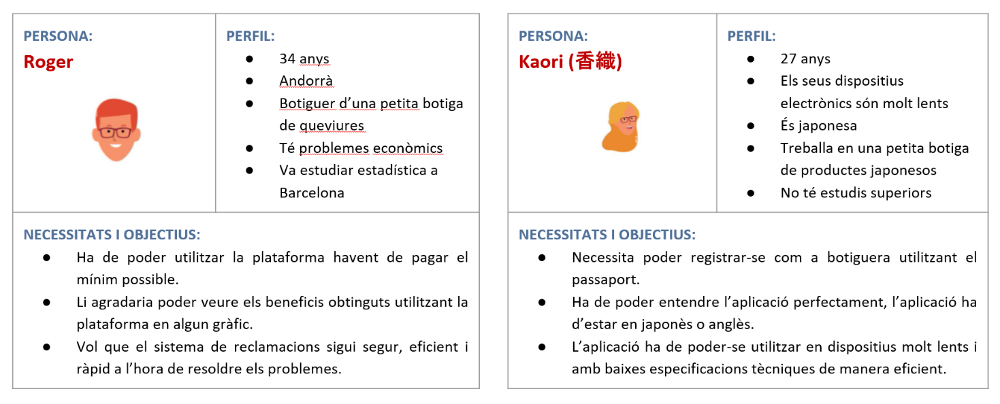 PERSONA:
Roger
PERFIL:
● 34 anys
● Andorrà
● Botiguer d’una petita botiga
de queviures
● Té problemes econòmics
● Va estudiar estadística a
Barcelona
NECESSITATS I OBJECTIUS:
● Ha de poder utilitzar la plataforma havent de pagar el
mínim possible.
● Li agradaria poder veure els beneficis obtinguts utilitzant la
plataforma en algun gràfic.
● Vol que el sistema de reclamacions sigui segur, eficient i
ràpid a l’hora de resoldre els problemes.
PERSONA:
Kaori (香織)
PERFIL:
● 27 anys
● Els seus dispositius
electrònics són molt lents
● És japonesa
● Treballa en una petita botiga
de productes japonesos
● No té estudis superiors
NECESSITATS I OBJECTIUS:
● Necessita poder registrar-se com a botiguera utilitzant el
passaport.
● Ha de poder entendre l’aplicació perfectament, l’aplicació ha
d’estar en japonès o anglès.
● L’aplicació ha de poder-se utilitzar en dispositius molt lents i
amb baixes especificacions tècniques de manera eficient.